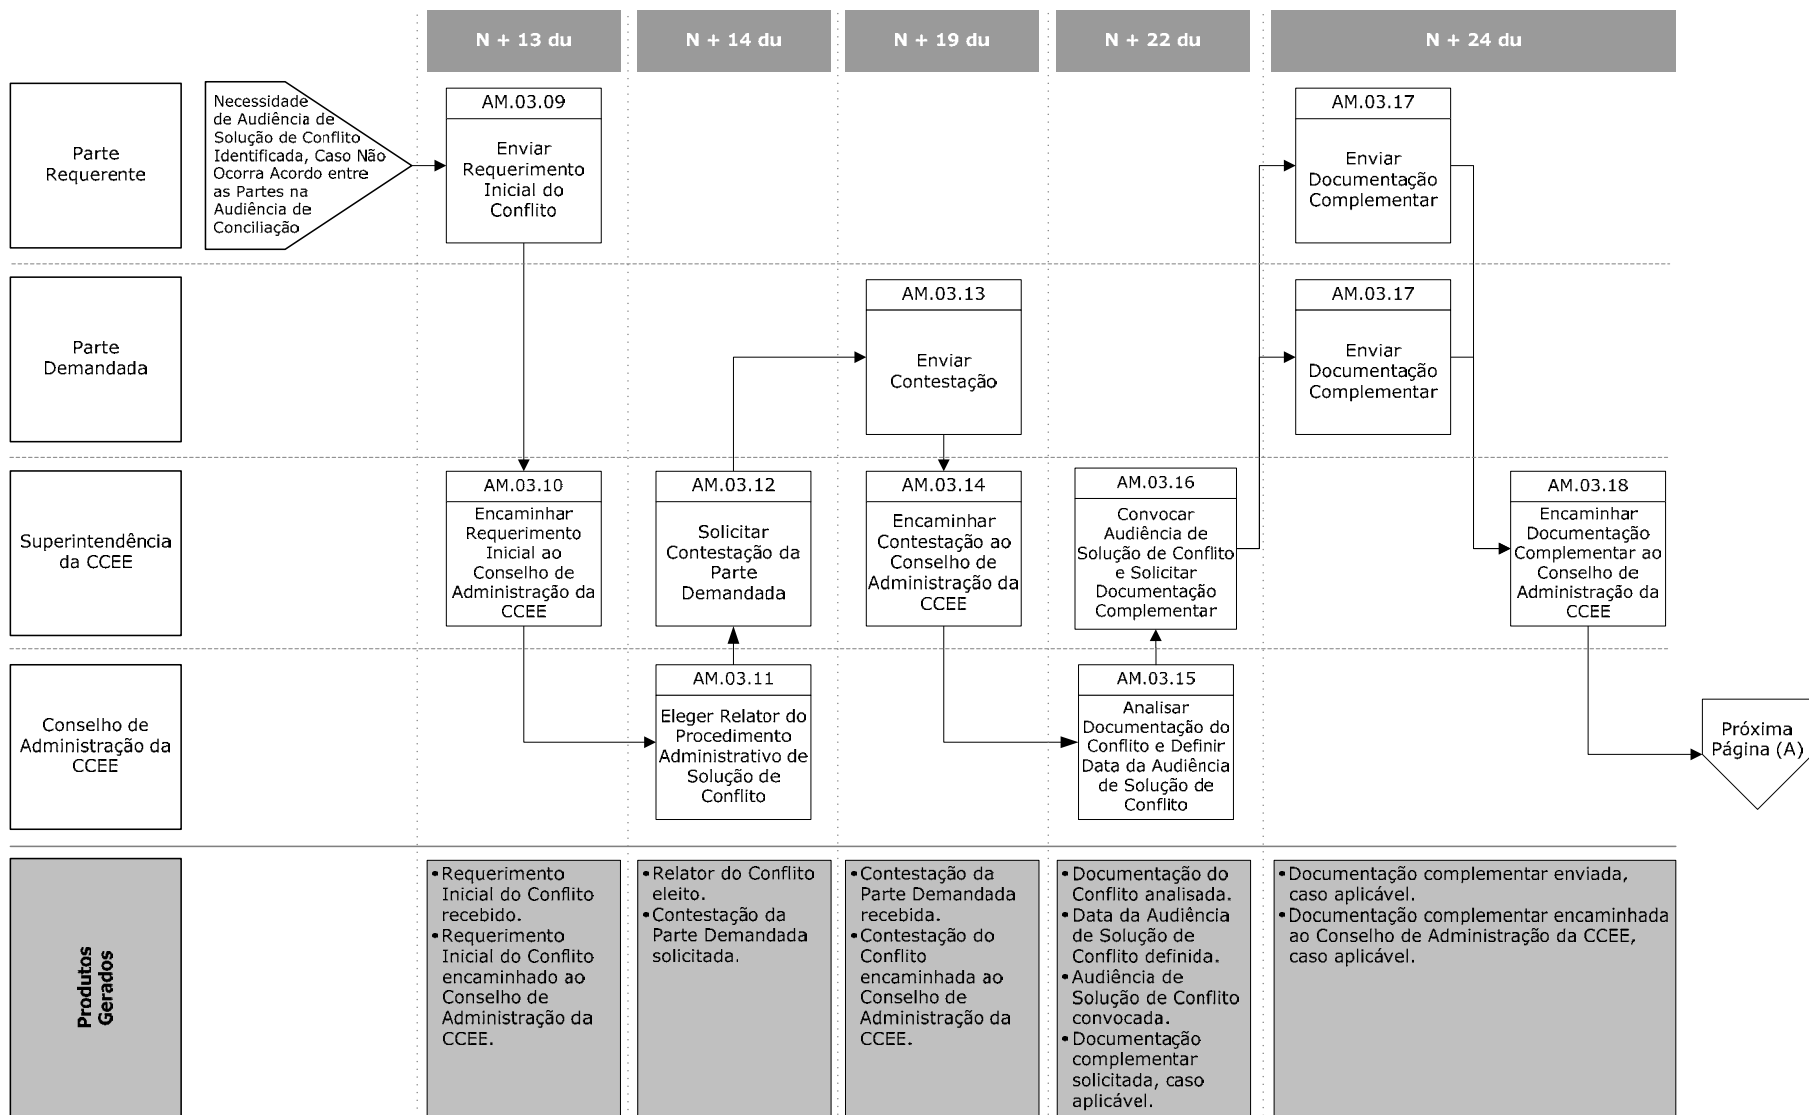 N + 13 du
N + 14 du
N + 19 du
N + 22 du
N + 24 du
Parte
Requerente
Necessidade
de Audiência de
Solução de Conflito
Identificada, Caso Não
Ocorra Acordo entre
as Partes na
Audiência de
Conciliação
AM.03.09
Enviar
Requerimento
Inicial do
Conflito
AM.03.17
Enviar
Documentação
Complementar
Parte
Demandada
AM.03.13
Enviar
Contestação
AM.03.17
Enviar
Documentação
Complementar
Superintendência
da CCEE
AM.03.10
Encaminhar
Requerimento
Inicial ao
Conselho de
Administração da
CCEE
AM.03.12
Solicitar
Contestação da
Parte
Demandada
AM.03.14
Encaminhar
Contestação ao
Conselho de
Administração da
CCEE
AM.03.16
Convocar
Audiência de
Solução de Conflito
e Solicitar
Documentação
Complementar
AM.03.18
Encaminhar
Documentação
Complementar ao
Conselho de
Administração da
CCEE
Conselho de
Administração da
CCEE
AM.03.11
Eleger Relator do
Procedimento
Administrativo de
Solução de
Conflito
AM.03.15
Analisar
Documentação do
Conflito e Definir
Data da Audiência
de Solução de
Conflito
Próxima
Página (A)
Produtos
Gerados
•Requerimento
Inicial do Conflito
recebido.
•Requerimento
Inicial do Conflito
encaminhado ao
Conselho de
Administração da
CCEE.
•Relator do Conflito
eleito.
•Contestação da
Parte Demandada
solicitada.
•Contestação da
Parte Demandada
recebida.
•Contestação do
Conflito
encaminhada ao
Conselho de
Administração da
CCEE.
•Documentação do
Conflito analisada.
•Data da Audiência
de Solução de
Conflito definida.
•Audiência de
Solução de Conflito
convocada.
•Documentação
complementar
solicitada, caso
aplicável.
•Documentação complementar enviada,
caso aplicável.
•Documentação complementar encaminhada
ao Conselho de Administração da CCEE,
caso aplicável.